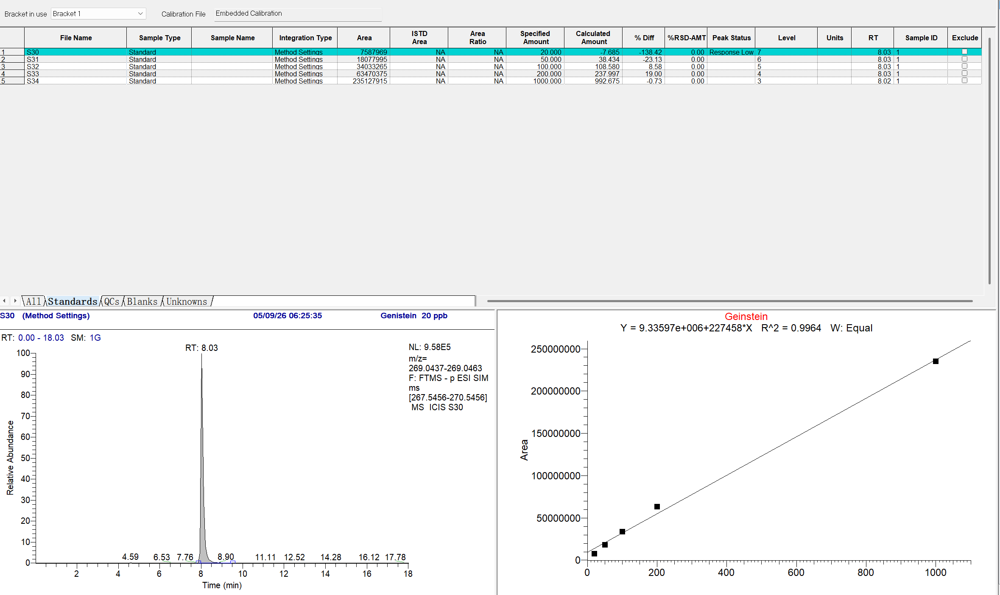 Bracket in use Bracket 1 Calibration File Embedded Calibration
File Name Sample Type Sample Name Integration Type Area ISTD Area Area Ratio Specified Amount Calculated Amount % Diff %RSD-AMT Peak Status Level Units RT Sample ID Exclude
1 S30 Standard Method Settings 7587969 NA NA 20.000 -7.685 -138.42 0.00 Response Low 7 8.03 1
2 S31 Standard Method Settings 18077995 NA NA 50.000 38.434 -23.13 0.00 6 8.03 1
3 S32 Standard Method Settings 34033265 NA NA 100.000 108.580 8.58 0.00 5 8.03 1
4 S33 Standard Method Settings 63470375 NA NA 200.000 237.997 19.00 0.00 4 8.03 1
5 S34 Standard Method Settings 235127915 NA NA 1000.000 992.675 -0.73 0.00 3 8.02 1
All Standards QCs Blanks Unknowns
S30 (Method Settings) 05/09/26 06:25:35 Genistein 20 ppb
RT: 0.00 - 18.03 SM: 1G
RT: 8.03
NL: 9.58E5
m/z=
269.0437-269.0463
F: FTMS - p ESI SIM
ms
[267.5456-270.5456]
MS ICIS S30
100
90
80
70
60
50
40
30
20
10
0
Relative Abundance
4.59 6.53 7.76 8.90 11.11 12.52 14.28 16.12 17.78
2 4 6 8 10 12 14 16 18
Time (min)
Geinstein
Y = 9.33597e+006+227458*X R^2 = 0.9964 W: Equal
250000000
200000000
150000000
100000000
50000000
0
Area
0 200 400 600 800 1000